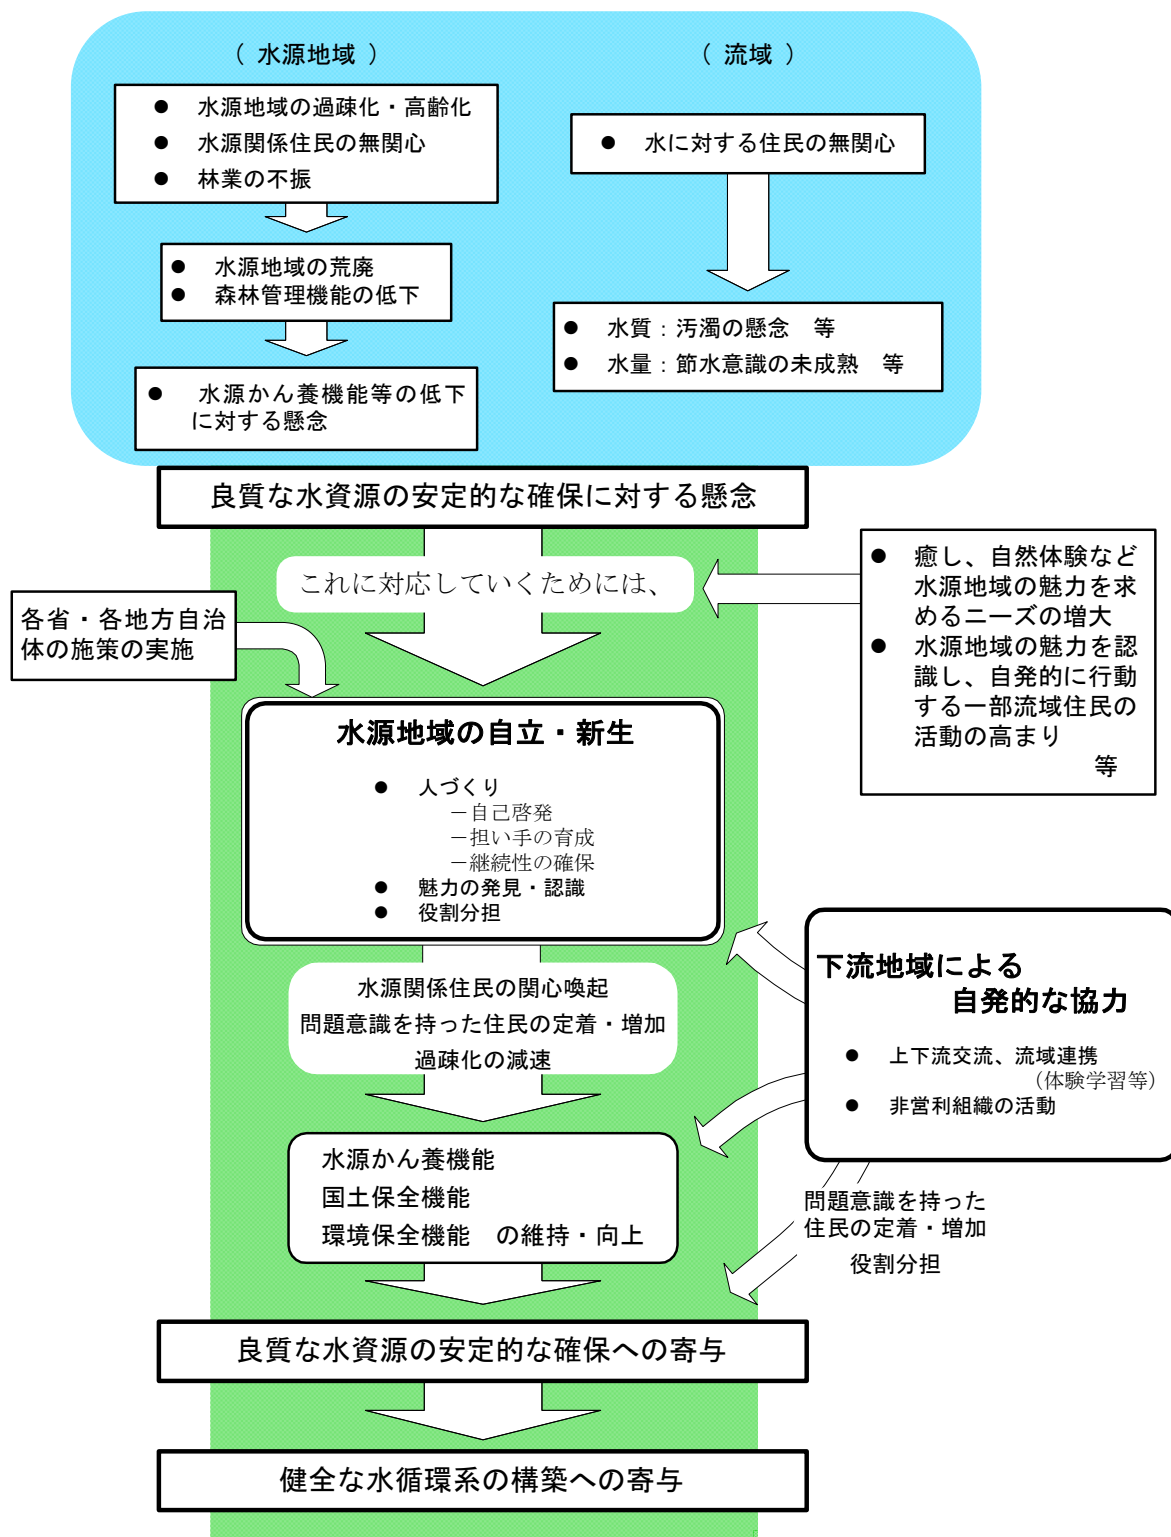 （ 水源地域 ）
● 水源地域の過疎化・高齢化
● 水源関係住民の無関心
● 林業の不振
● 水源地域の荒廃
● 森林管理機能の低下
● 水源かん養機能等の低下
に対する懸念
（ 流域 ）
● 水に対する住民の無関心
● 水質：汚濁の懸念　等
● 水量：節水意識の未成熟　等
良質な水資源の安定的な確保に対する懸念
これに対応していくためには、
● 癒し、自然体験など
水源地域の魅力を求
めるニーズの増大
● 水源地域の魅力を認
識し、自発的に行動
する一部流域住民の
活動の高まり
等
各省・各地方自治
体の施策の実施
水源地域の自立・新生
● 人づくり
－自己啓発
－担い手の育成
－継続性の確保
● 魅力の発見・認識
● 役割分担
水源関係住民の関心喚起
問題意識を持った住民の定着・増加
過疎化の減速
下流地域による
自発的な協力
● 上下流交流、流域連携
（体験学習等）
● 非営利組織の活動
水源かん養機能
国土保全機能
環境保全機能　の維持・向上
問題意識を持った
住民の定着・増加
役割分担
良質な水資源の安定的な確保への寄与
健全な水循環系の構築への寄与